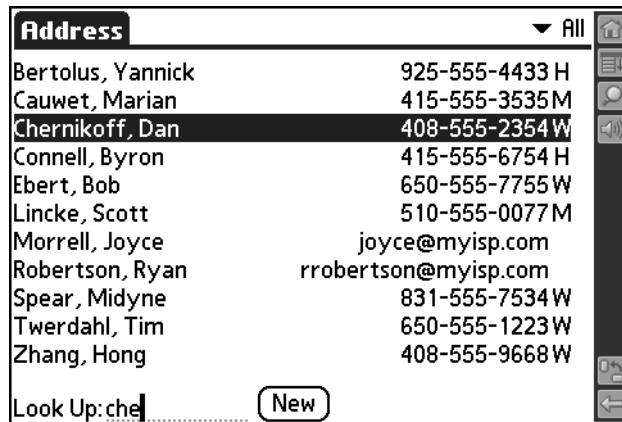 Address All
Bertolus, Yannick 925-555-4433 H
Cauwet, Marian 415-555-3535 M
Chernikoff, Dan 408-555-2354 W
Connell, Byron 415-555-6754 H
Ebert, Bob 650-555-7755 W
Lincke, Scott 510-555-0077 M
Morrell, Joyce joyce@myisp.com
Robertson, Ryan rrobertson@myisp.com
Spear, Midyne 831-555-7534 W
Twerdahl, Tim 650-555-1223 W
Zhang, Hong 408-555-9668 W
Look Up: che New